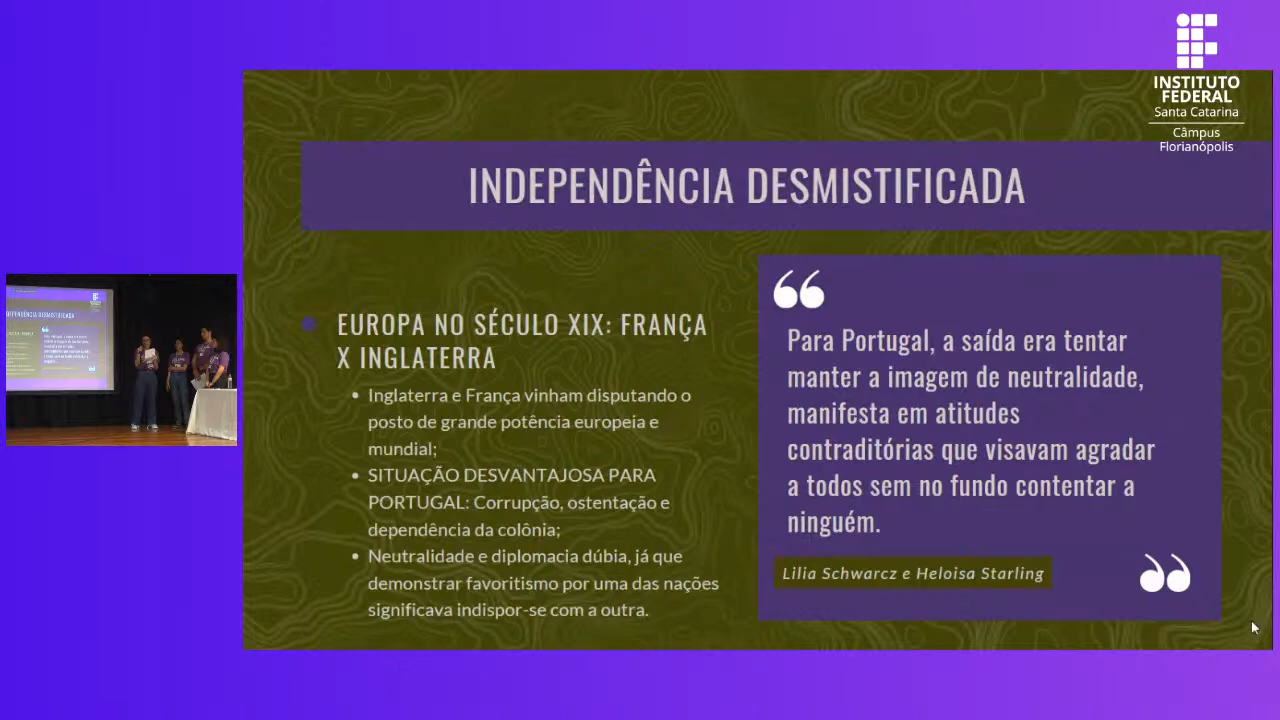 INSTITUTO
FEDERAL
Santa Catarina
Câmpus
Florianópolis
INDEPENDÊNCIA DESMISTIFICADA
EUROPA NO SÉCULO XIX: FRANÇA
X INGLATERRA
• Inglaterra e França vinham disputando o
posto de grande potência europeia e
mundial;
• SITUAÇÃO DESVANTAJOSA PARA
PORTUGAL: Corrupção, ostentação e
dependência da colônia;
• Neutralidade e diplomacia dúbia, já que
demonstrar favoritismo por uma das nações
significava indispor-se com a outra.
“
Para Portugal, a saída era tentar
manter a imagem de neutralidade,
manifesta em atitudes
contraditórias que visavam agradar
a todos sem no fundo contentar a
ninguém.
Lilia Schwarcz e Heloisa Starling
”